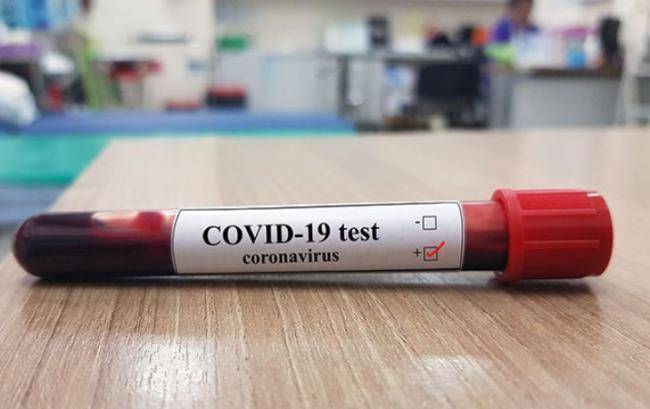 COVID-19 test
coronavirus
- ☐
+ ☑